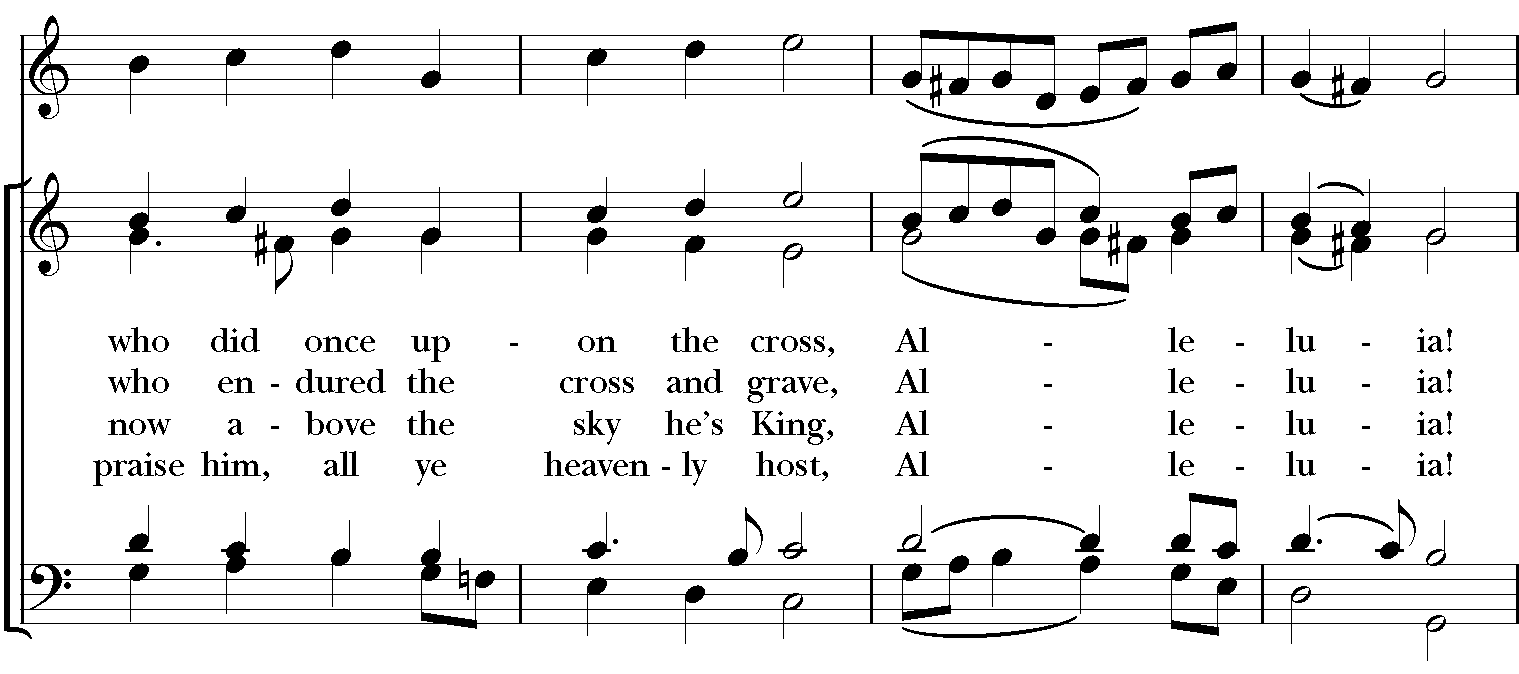 who did once up - on the cross, Al - le - lu - ia!
who en - dured the cross and grave, Al - le - lu - ia!
now a - bove the sky he's King, Al - le - lu - ia!
praise him, all ye heaven - ly host, Al - le - lu - ia!